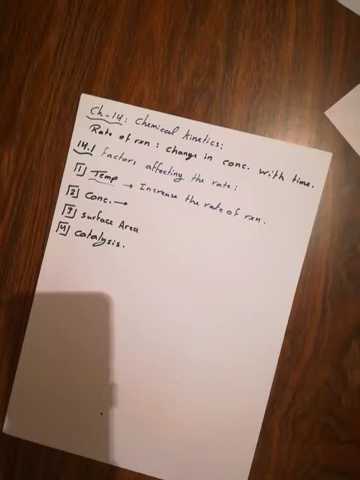 Ch-14: Chemical kinetics:
Rate of rxn : change in conc. with time.
14.1 Factors affecting the rate:
1 Temp → Increase the rate of rxn.
2 Conc. →
3 surface Area
4 catalysis.